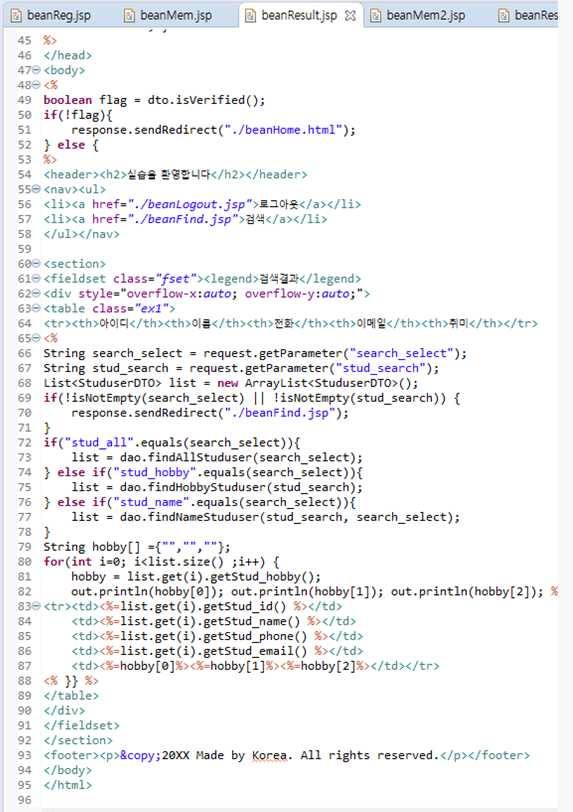 beanReg.jsp beanMem.jsp beanResult.jsp beanMem2.jsp beanRes
45 %>
46 </head>
47 <body>
48 <%
49 boolean flag = dto.isVerified();
50 if(!flag){
51 response.sendRedirect("./beanHome.html");
52 } else {
53 %>
54 <header><h2>실습을 환영합니다</h2></header>
55 <nav><ul>
56 <li><a href="./beanLogout.jsp">로그아웃</a></li>
57 <li><a href="./beanFind.jsp">검색</a></li>
58 </ul></nav>
59
60 <section>
61 <fieldset class="fset"><legend>검색결과</legend>
62 <div style="overflow-x:auto; overflow-y:auto;">
63 <table class="ex1">
64 <tr><th>아이디</th><th>이름</th><th>전화</th><th>이메일</th><th>취미</th></tr>
65 <%
66 String search_select = request.getParameter("search_select");
67 String stud_search = request.getParameter("stud_search");
68 List<StuduserDTO> list = new ArrayList<StuduserDTO>();
69 if(!isNotEmpty(search_select) || !isNotEmpty(stud_search)) {
70 response.sendRedirect("./beanFind.jsp");
71 }
72 if("stud_all".equals(search_select)){
73 list = dao.findAllStuduser(search_select);
74 } else if("stud_hobby".equals(search_select)){
75 list = dao.findHobbyStuduser(stud_search);
76 } else if("stud_name".equals(search_select)){
77 list = dao.findNameStuduser(stud_search, search_select);
78 }
79 String hobby[] ={"","",""};
80 for(int i=0; i<list.size() ;i++) {
81 hobby = list.get(i).getStud_hobby();
82 out.println(hobby[0]); out.println(hobby[1]); out.println(hobby[2]); %
83 <tr><td><%=list.get(i).getStud_id() %></td>
84 <td><%=list.get(i).getStud_name() %></td>
85 <td><%=list.get(i).getStud_phone() %></td>
86 <td><%=list.get(i).getStud_email() %></td>
87 <td><%=hobby[0]%><%=hobby[1]%><%=hobby[2]%></td></tr>
88 <% }} %>
89 </table>
90 </div>
91 </fieldset>
92 </section>
93 <footer><p>&copy;20XX Made by Korea. All rights reserved.</p></footer>
94 </body>
95 </html>
96